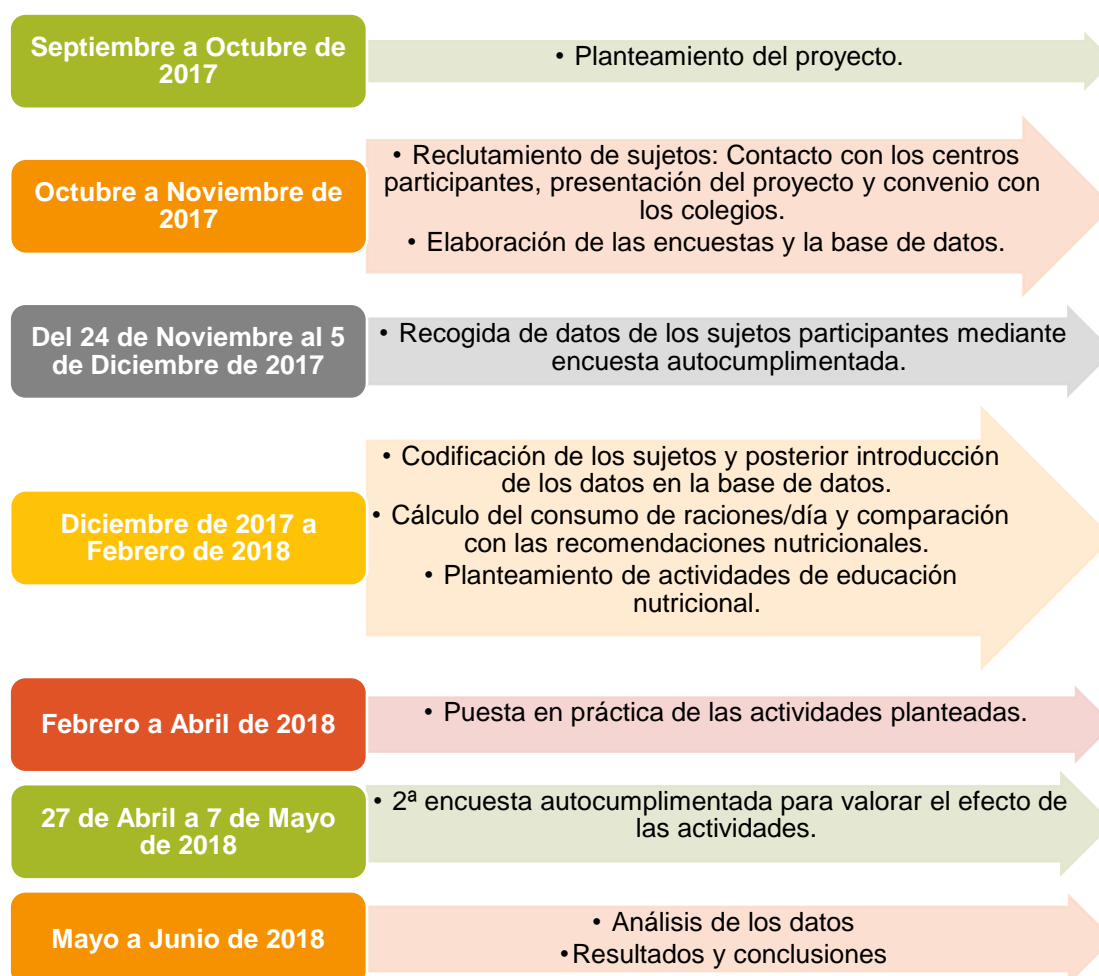 Septiembre a Octubre de
2017
• Planteamiento del proyecto.
Octubre a Noviembre de
2017
• Reclutamiento de sujetos: Contacto con los centros
participantes, presentación del proyecto y convenio con
los colegios.
• Elaboración de las encuestas y la base de datos.
Del 24 de Noviembre al 5
de Diciembre de 2017
• Recogida de datos de los sujetos participantes mediante
encuesta autocumplimentada.
Diciembre de 2017 a
Febrero de 2018
• Codificación de los sujetos y posterior introducción
de los datos en la base de datos.
• Cálculo del consumo de raciones/día y comparación
con las recomendaciones nutricionales.
• Planteamiento de actividades de educación
nutricional.
Febrero a Abril de 2018
• Puesta en práctica de las actividades planteadas.
27 de Abril a 7 de Mayo
de 2018
• 2ª encuesta autocumplimentada para valorar el efecto de
las actividades.
Mayo a Junio de 2018
• Análisis de los datos
•Resultados y conclusiones